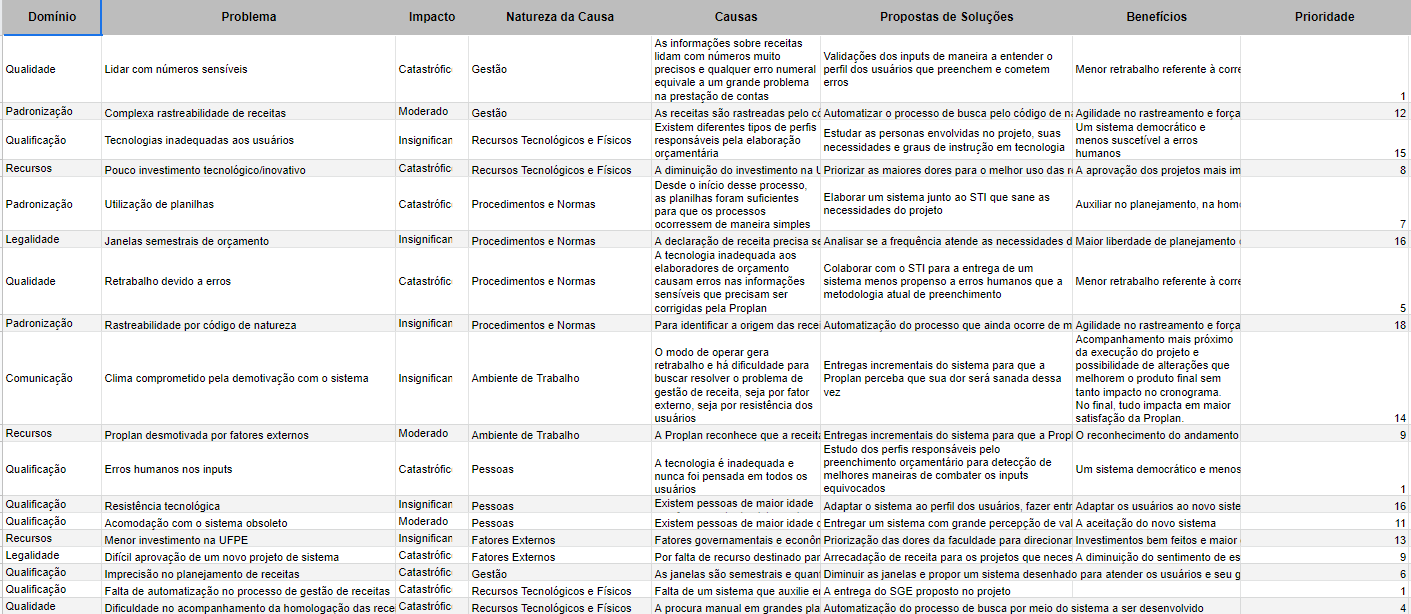 Domínio Problema Impacto Natureza da Causa Causas Propostas de Soluções Benefícios Prioridade
Qualidade
Lidar com números sensíveis
Catastrófic
Gestão
As informações sobre receitas
lidam com números muito
precisos e qualquer erro numeral
equivale a um grande problema
na prestação de contas
Validações dos inputs de maneira a entender o
perfil dos usuários que preenchem e cometem
erros
Menor retrabalho referente à corre
1
Padronização
Complexa rastreabilidade de receitas
Moderado
Gestão
As receitas são rastreadas pelo có
Automatizar o processo de busca pelo código de na
Agilidade no rastreamento e força
12
Qualificação
Tecnologias inadequadas aos usuários
Insignifican
Recursos Tecnológicos e Físicos
Existem diferentes tipos de perfis
responsáveis pela elaboração
orçamentária
Estudar as personas envolvidas no projeto, suas
necessidades e graus de instrução em tecnologia
Um sistema democrático e
menos suscetível a erros
humanos
15
Recursos
Pouco investimento tecnológico/inovativo
Catastrófic
Recursos Tecnológicos e Físicos
A diminuição do investimento na U
Priorizar as maiores dores para o melhor uso das r
A aprovação dos projetos mais im
8
Padronização
Utilização de planilhas
Catastrófic
Procedimentos e Normas
Desde o início desse processo,
as planilhas foram suficientes
para que os processos
ocorressem de maneira simples
Elaborar um sistema junto ao STI que sane as
necessidades do projeto
Auxiliar no planejamento, na hom
7
Legalidade
Janelas semestrais de orçamento
Insignifican
Procedimentos e Normas
A declaração de receita precisa se
Analisar se a frequência atende as necessidades d
Maior liberdade de planejamento
16
Qualidade
Retrabalho devido a erros
Catastrófic
Procedimentos e Normas
A tecnologia inadequada aos
elaboradores de orçamento
causam erros nas informações
sensíveis que precisam ser
corrigidas pela Proplan
Colaborar com o STI para a entrega de um
sistema menos propenso a erros humanos que a
metodologia atual de preenchimento
Menor retrabalho referente à corre
5
Padronização
Rastreabilidade por código de natureza
Insignifican
Procedimentos e Normas
Para identificar a origem das rece
Automatização do processo que ainda ocorre de m
Agilidade no rastreamento e força
18
Comunicação
Clima comprometido pela demotivação com o sistema
Insignifican
Ambiente de Trabalho
O modo de operar gera
retrabalho e há dificuldade para
buscar resolver o problema de
gestão de receita, seja por fator
externo, seja por resistência dos
usuários
Entregas incrementais do sistema para que a
Proplan perceba que sua dor será sanada dessa
vez
Acompanhamento mais próximo
da execução do projeto e
possibilidade de alterações que
melhorem o produto final sem
tanto impacto no cronograma.
No final, tudo impacta em maior
satisfação da Proplan.
14
Recursos
Proplan desmotivada por fatores externos
Moderado
Ambiente de Trabalho
A Proplan reconhece que a receit
Entregas incrementais do sistema para que a Propl
O reconhecimento do andamento
9
Qualificação
Erros humanos nos inputs
Catastrófic
Pessoas
A tecnologia é inadequada e
nunca foi pensada em todos os
usuários
Estudo dos perfis responsáveis pelo
preenchimento orçamentário para detecção de
melhores maneiras de combater os inputs
equivocados
Um sistema democrático e menos
1
Qualificação
Resistência tecnológica
Insignifican
Pessoas
Existem pessoas de maior idade
Adaptar o sistema ao perfil dos usuários, fazer entr
Adaptar os usuários ao novo siste
16
Qualificação
Acomodação com o sistema obsoleto
Moderado
Pessoas
Existem pessoas de maior idade c
Entregar um sistema com grande percepção de val
A aceitação do novo sistema
11
Recursos
Menor investimento na UFPE
Insignifican
Fatores Externos
Fatores governamentais e econôn
Priorização das dores da faculdade para direcionar
Investimentos bem feitos e maior
13
Legalidade
Difícil aprovação de um novo projeto de sistema
Catastrófic
Fatores Externos
Por falta de recurso destinado par
Arrecadação de receita para os projetos que neces
A diminuição do sentimento de es
9
Qualificação
Imprecisão no planejamento de receitas
Catastrófic
Gestão
As janelas são semestrais e quan
Diminuir as janelas e propor um sistema desenhado para atender os usuários e seu g
6
Qualificação
Falta de automatização no processo de gestão de receitas
Catastrófic
Recursos Tecnológicos e Físicos
Falta de um sistema que auxilie e
A entrega do SGE proposto no projeto
1
Qualidade
Dificuldade no acompanhamento da homologação das rece
Catastrófic
Recursos Tecnológicos e Físicos
A procura manual em grandes pla
Automatização do processo de busca por meio do sistema a ser desenvolvido
4